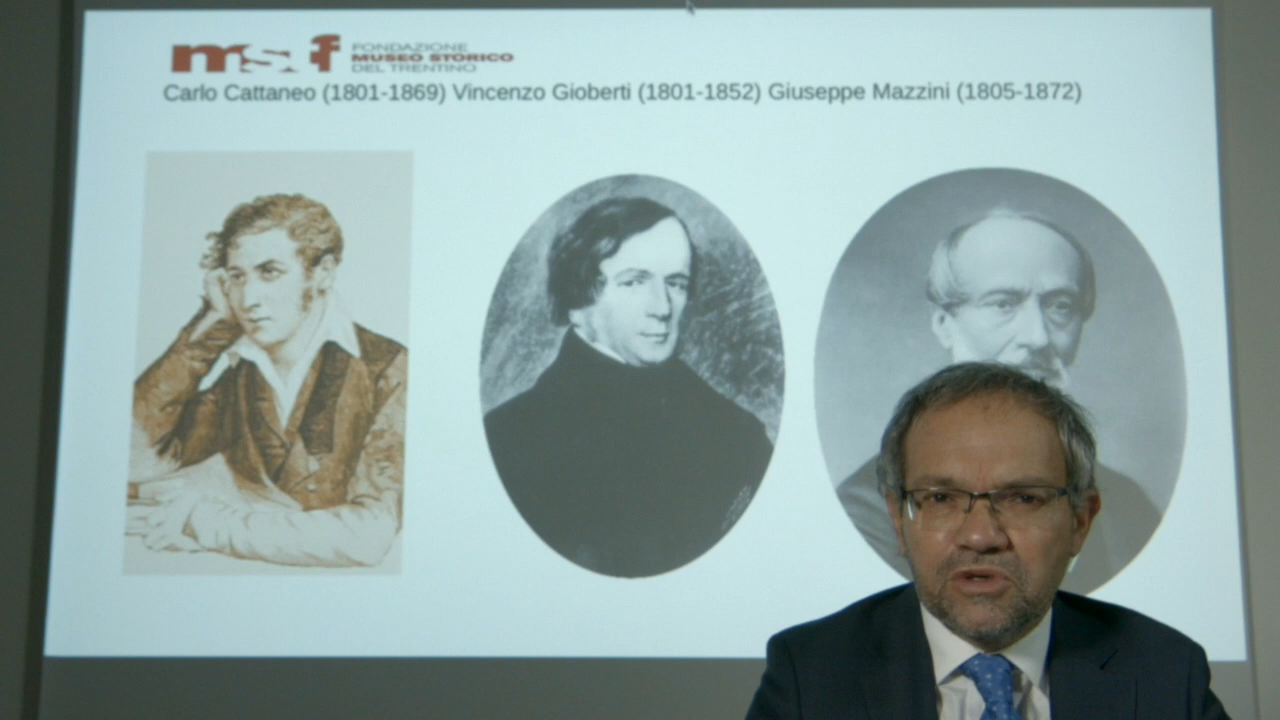 msf
FONDAZIONE
MUSEO STORICO
DEL TRENTINO
Carlo Cattaneo (1801-1869) Vincenzo Gioberti (1801-1852) Giuseppe Mazzini (1805-1872)